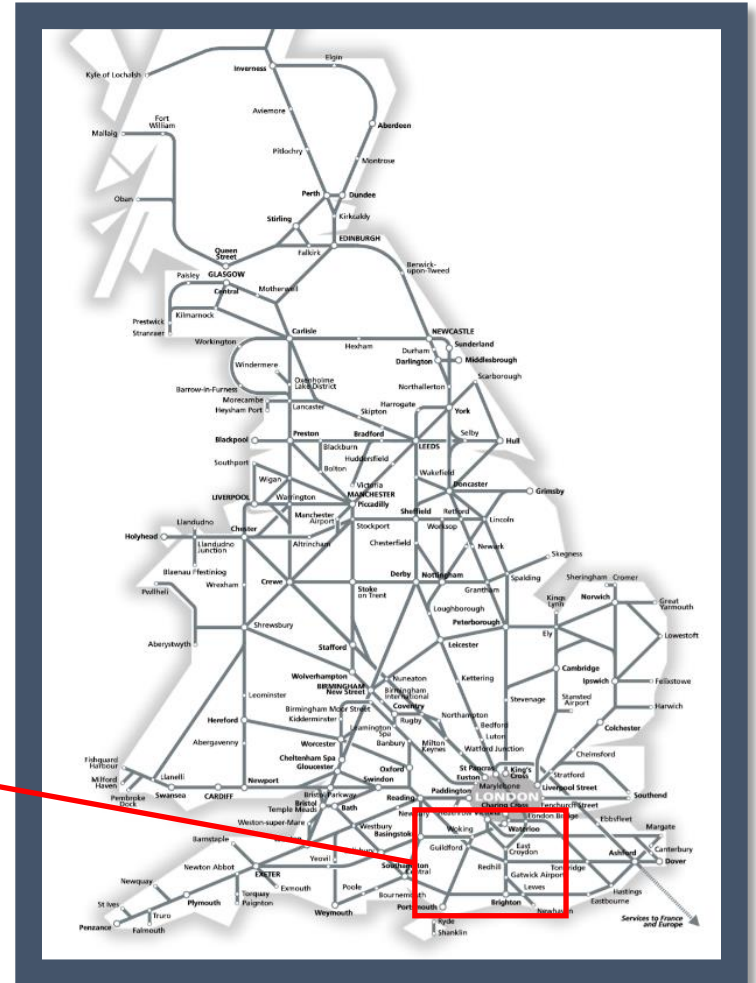 Elgin
Inverness
Kyle of Lochalsh
Aviemore
Fort
William
Aberdeen
Mallaig
Pitlochry
Montrose
Perth
Dundee
Oban
Stirling
Kirkcaldy
Queen
Street
EDINBURGH
Falkirk
Berwick-
upon-Tweed
Paisley
GLASGOW
Central
Motherwell
Prestwick
Stranraer
Kilmarnock
Carlisle
NEWCASTLE
Workington
Hexham
Sunderland
Durham
Darlington
Middlesbrough
Windermere
Oxenholme
Lake District
Scarborough
Barrow-in-Furness
Northallerton
Morecambe
Heysham Port
Lancaster
Harrogate
Skipton
York
Blackpool
Preston
Bradford
Selby
Hull
Blackburn
LEEDS
Huddersfield
Southport
Bolton
Wakefield
Wigan
Victoria
MANCHESTER
Piccadilly
Doncaster
Grimsby
LIVERPOOL
Warrington
Manchester
Airport
Sheffield
Retford
Lincoln
Llandudno
Stockport
Worksop
Holyhead
Chester
Llandudno
Junction
Altrincham
Chesterfield
Newark
Skegness
Blaenau Ffestiniog
Crewe
Derby
Nottingham
Spalding
Sheringham
Cromer
Pwllheli
Wrexham
Stoke
on Trent
Grantham
Kings
Lynn
Norwich
Great
Yarmouth
Loughborough
Peterborough
Shrewsbury
Ely
Lowestoft
Aberystwyth
Stafford
Leicester
Cambridge
Wolverhampton
BIRMINGHAM
New Street
Nuneaton
Kettering
Ipswich
Felixstowe
Birmingham
International
Leominster
Stevenage
Stansted
Airport
Harwich
Birmingham Moor Street
Coventry
Kidderminster
Rugby
Northampton
Hereford
Bedford
Colchester
Leamington
Spa
Luton
Abergavenny
Worcester
Banbury
Milton
Keynes
Watford Junction
Chelmsford
Cheltenham Spa
Gloucester
Fishguard
Harbour
Oxford
St Pancras
Euston
King's
Cross
Stratford
Milford
Haven
Llanelli
Newport
Swindon
Marylebone
Liverpool Street
Pembroke
Dock
Swansea
CARDIFF
Bristol Parkway
Reading
Paddington
LONDON
Southend
Bristol
Temple Meads
Bath
Charing Cross
Fenchurch Street
Weston-super-Mare
Westbury
Victoria
London Bridge
Ebbsfleet
Barnstaple
Woking
Waterloo
Margate
Guildford
East
Croydon
Canterbury
Yeovil
Newton Abbot
Redhill
Ashford
Dover
EXETER
Central
Gatwick Airport
Newquay
Exmouth
Poole
Lewes
Torquay
Paignton
Bournemouth
Hastings
St Ives
Plymouth
Eastbourne
Truro
Weymouth
Brighton
Newhaven
Penzance
Falmouth
Ryde
Services to France
and Europe
Shanklin